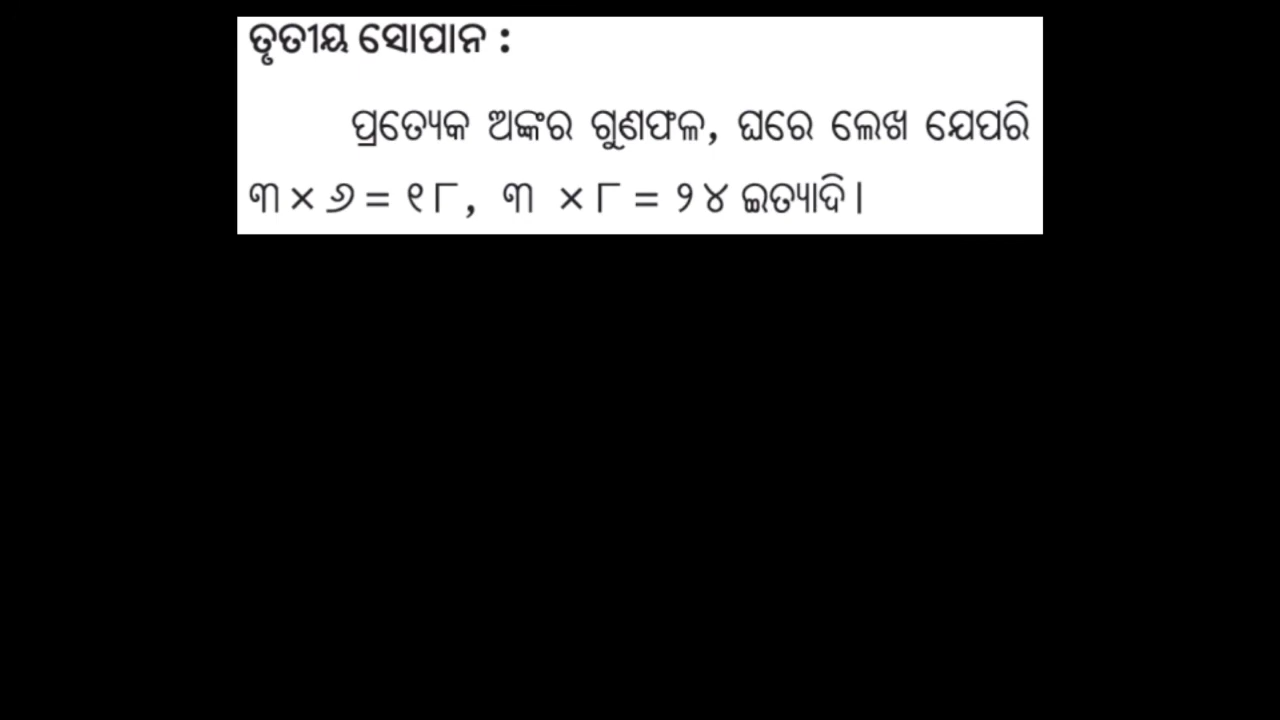 ତୃତୀୟ ସୋପାନ :
ପ୍ରତ୍ୟେକ ଅଙ୍କର ଗୁଣଫଳ, ଘରେ ଲେଖ ଯେପରି
୩ × ୬ = ୧୮, ୩ × ୮ = ୨୪ ଇତ୍ୟାଦି।